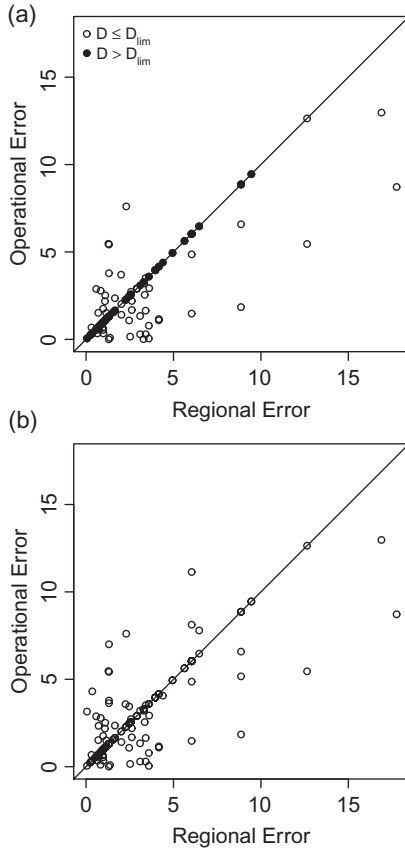 (a)
D ≤ Dlim
D > Dlim
15
10
5
0
Operational Error
0 5 10 15
Regional Error
(b)
15
10
5
0
Operational Error
0 5 10 15
Regional Error